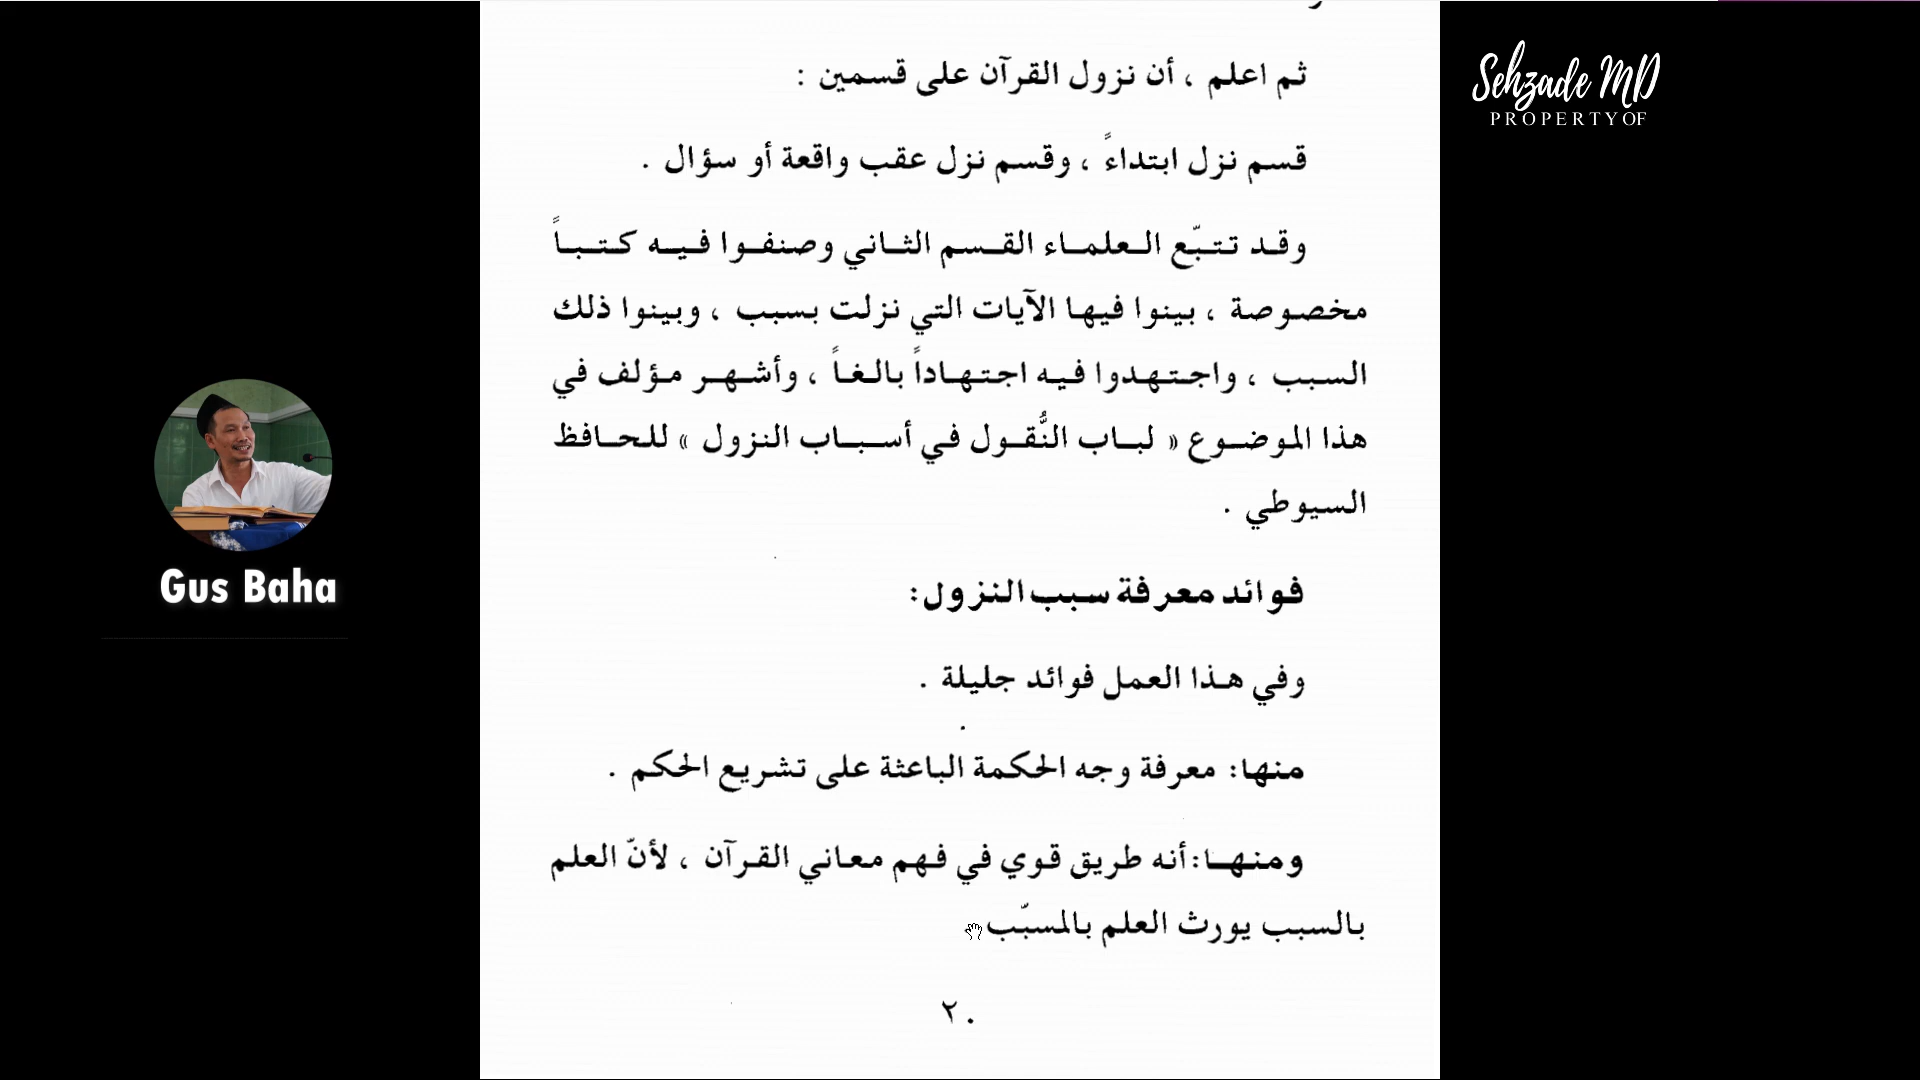 ثم اعلم ، أن نزول القرآن على قسمين :
قسم نزل ابتداءً ، وقسم نزل عقب واقعة أو سؤال .
وقد تتبّع العلماء القسم الثاني وصنفوا فيه كتباً
مخصوصة ، بينوا فيها الآيات التي نزلت بسبب ، وبينوا ذلك
السبب ، واجتهدوا فيه اجتهاداً بالغاً ، وأشهر مؤلف في
هذا الموضوع « لباب النُّقول في أسباب النزول » للحافظ
السيوطي .
فوائد معرفة سبب النزول:
وفي هذا العمل فوائد جليلة .
منها: معرفة وجه الحكمة الباعثة على تشريع الحكم .
ومنها: أنه طريق قوي في فهم معاني القرآن ، لأنّ العلم
بالسبب يورث العلم بالمسبّب
٢٠
Gus Baha
Sehzade MD
PROPERTY OF